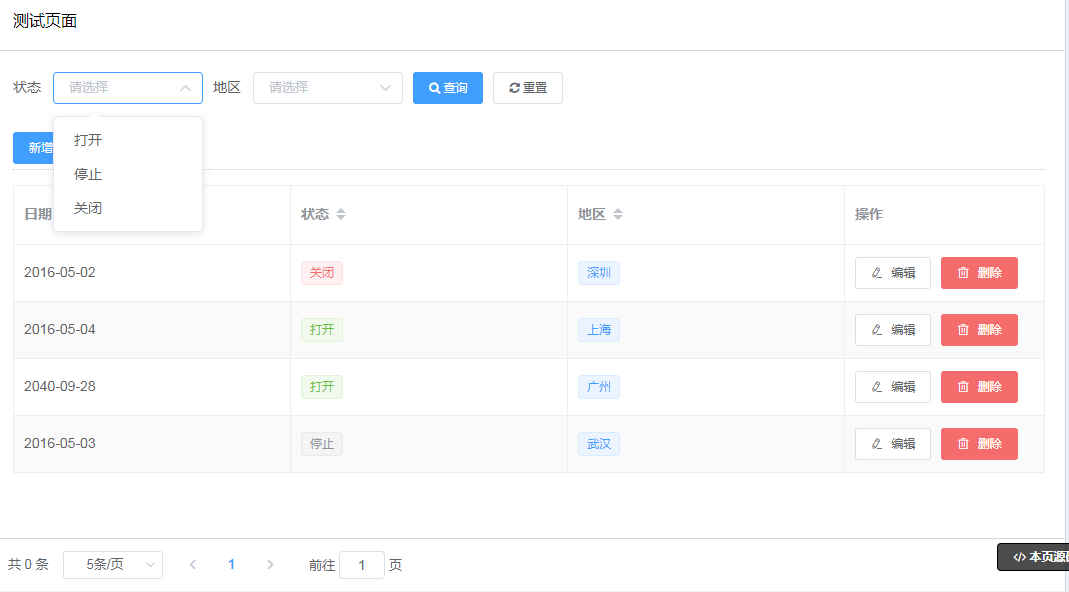 测试页面
状态 请选择 地区 请选择 查询 重置
打开
新增
停止
关闭
日期 状态 地区 操作
2016-05-02 关闭 深圳 编辑 删除
2016-05-04 打开 上海 编辑 删除
2040-09-28 打开 广州 编辑 删除
2016-05-03 停止 武汉 编辑 删除
共 0 条 5条/页 1 前往 1 页
</> 本页源